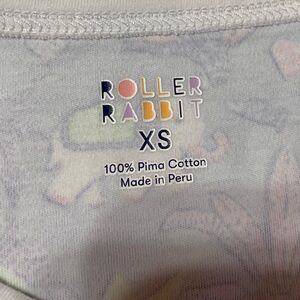 ROLLER
RABBIT
XS
100% Pima Cotton
Made in Peru